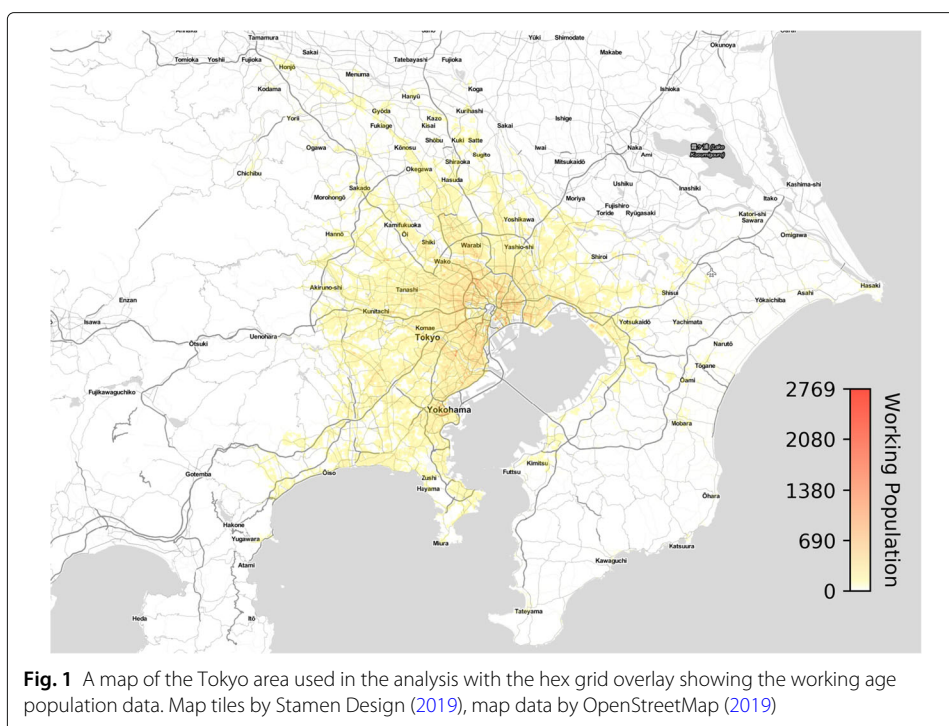 Tamamura
Sano
Yūki
Shimodate
Okunoya
Sakai
Makabe
Tomioka
Yoshii
Fujioka
Tatebayashi
Fujioka
Honjō
Menuma
Kodama
Koga
Ishioka
Hanyū
Gyōda
Kurihashi
Yorii
Kazo
Ishige
Fukiage
Kisai
Sakai
Shōbu
Kuki
Satte
Ogawa
Kōnosu
Iwai
Naka
Ami
Sugito
Shiraoka
Mitsukaidō
Chichibu
Okegawa
Hasuda
Ushiku
Inashiki
Kashima-shi
Sakado
Moriya
Itako
Morohongō
Fujishiro
Toride
Ryūgasaki
Katori-shi
Sawara
Kamifukuoka
Yoshikawa
Hannō
Ōi
Omigawa
Shiki
Warabi
Yashio-shi
Shiroi
Wako
Akiruno-shi
Tanashi
Shisui
Hasaki
Enzan
Yōkaichiba
Asahi
Kunitachi
Isawa
Yotsukaidō
Yachimata
Komae
Tokyo
Uenohara
Ōtsuki
Narutō
Tōgane
Ōami
Fujikawaguchiko
Yokohama
Mobara
Kimitsu
Gotemba
Ōiso
Zushi
Futtsu
Hayama
Ōhara
Hakone
Yugawara
Miura
Katsuura
Atami
Kawaguchi
Tateyama
Heda
Itō
2769
2080
1380
690
0
Working Population
Fig. 1 A map of the Tokyo area used in the analysis with the hex grid overlay showing the working age
population data. Map tiles by Stamen Design (2019), map data by OpenStreetMap (2019)